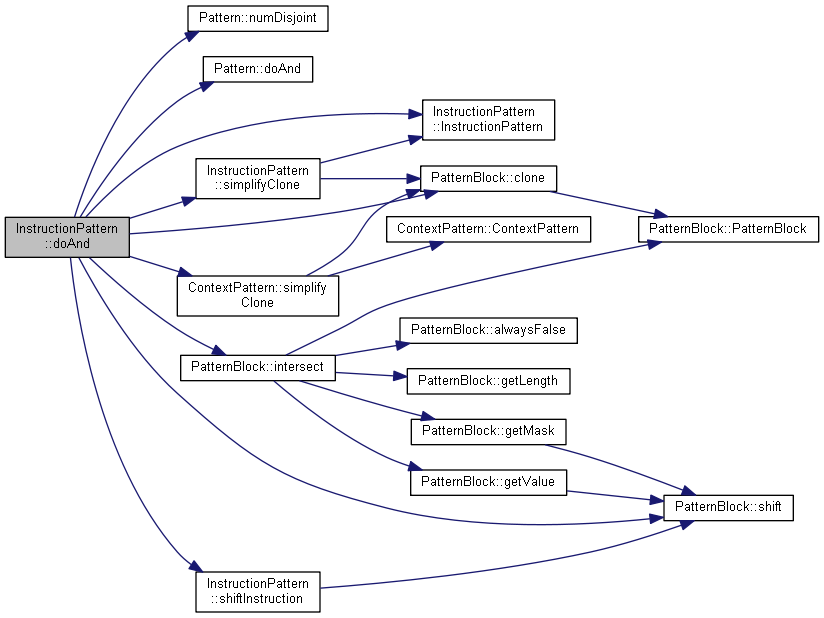 Pattern::numDisjoint
Pattern::doAnd
InstructionPattern
::InstructionPattern
InstructionPattern
::simplifyClone
PatternBlock::clone
InstructionPattern
::doAnd
ContextPattern::ContextPattern
PatternBlock::PatternBlock
ContextPattern::simplify
Clone
PatternBlock::alwaysFalse
PatternBlock::intersect
PatternBlock::getLength
PatternBlock::getMask
PatternBlock::getValue
PatternBlock::shift
InstructionPattern
::shiftInstruction